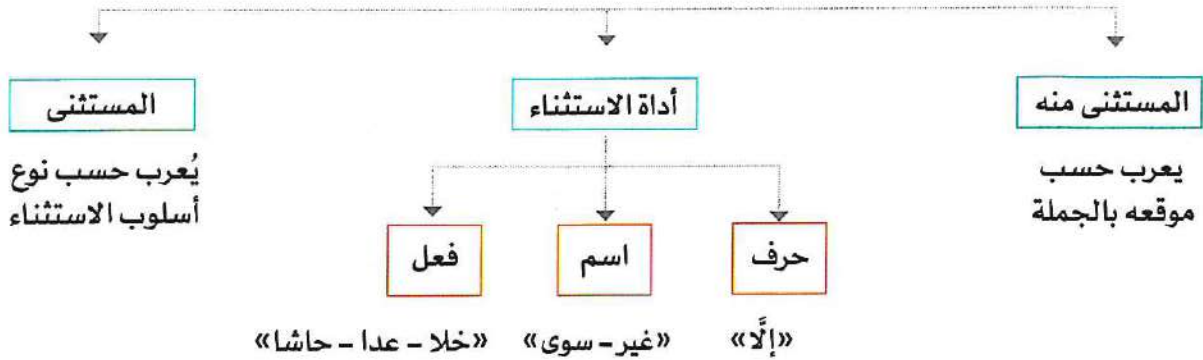 المستثنى منه
أداة الاستثناء
المستثنى
يعرب حسب
موقعه بالجملة
يُعرب حسب نوع
أسلوب الاستثناء
حرف
اسم
فعل
«إلَّا»
«غير – سوى»
«خلا – عدا – حاشا»